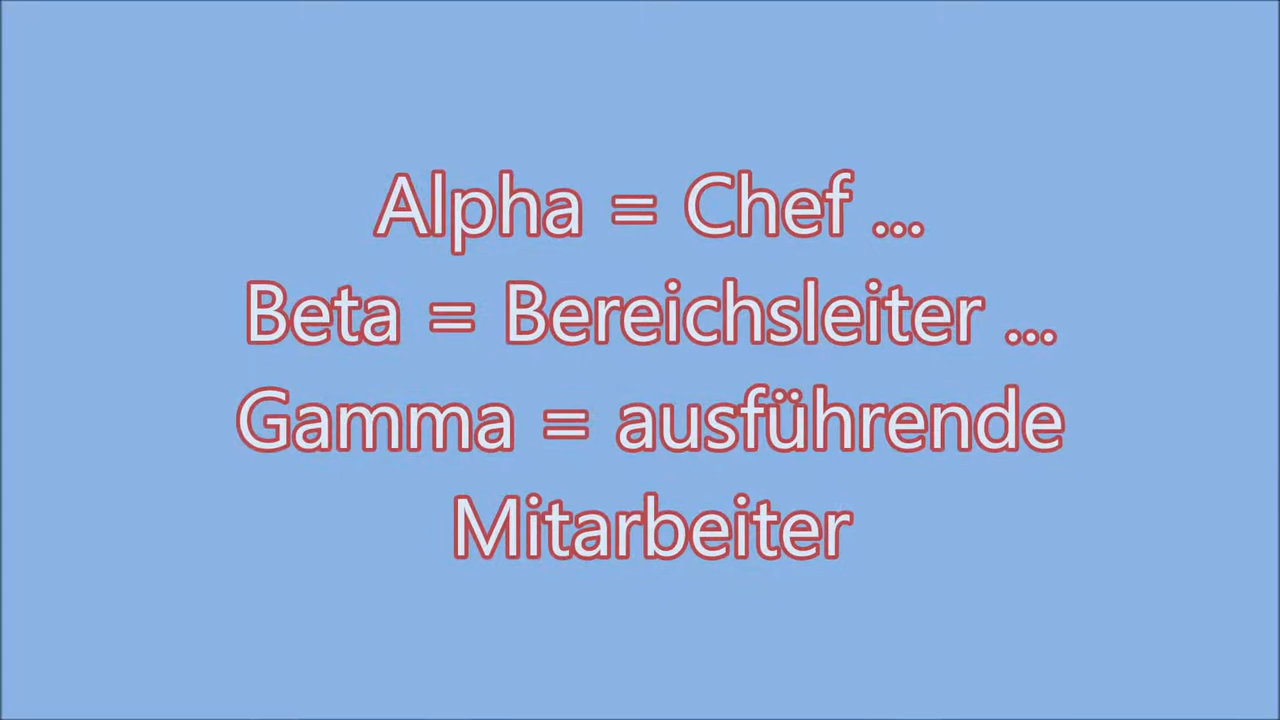 Alpha = Chef ...
Beta = Bereichsleiter ...
Gamma = ausführende
Mitarbeiter